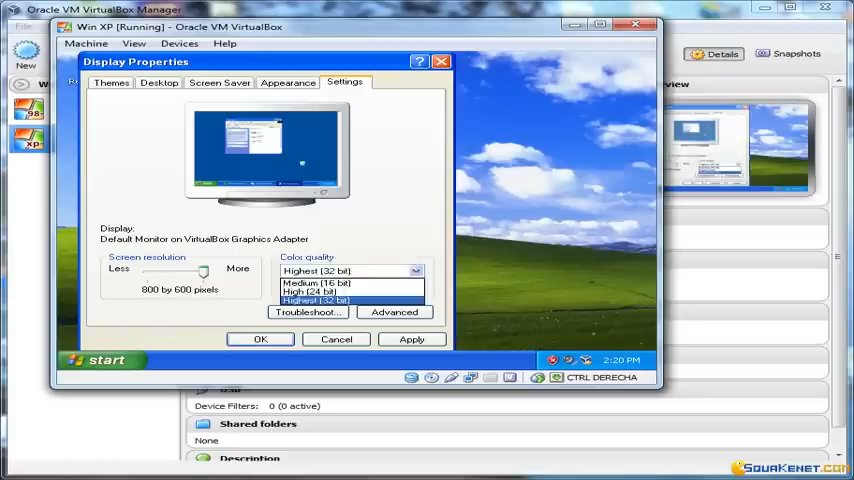 Oracle VM VirtualBox Manager
File
Win XP [Running] - Oracle VM VirtualBox
Machine View Devices Help
New
Details
Snapshots
Display Properties
Themes Desktop Screen Saver Appearance Settings
98
xp
Display:
Default Monitor on VirtualBox Graphics Adapter
Screen resolution
Less More
800 by 600 pixels
Color quality
Highest (32 bit)
Medium (16 bit)
High (24 bit)
Highest (32 bit)
Troubleshoot... Advanced
OK Cancel Apply
start
2:20 PM
CTRL DERECHA
Device Filters: 0 (0 active)
Shared folders
None
Description
SquaKenet.com